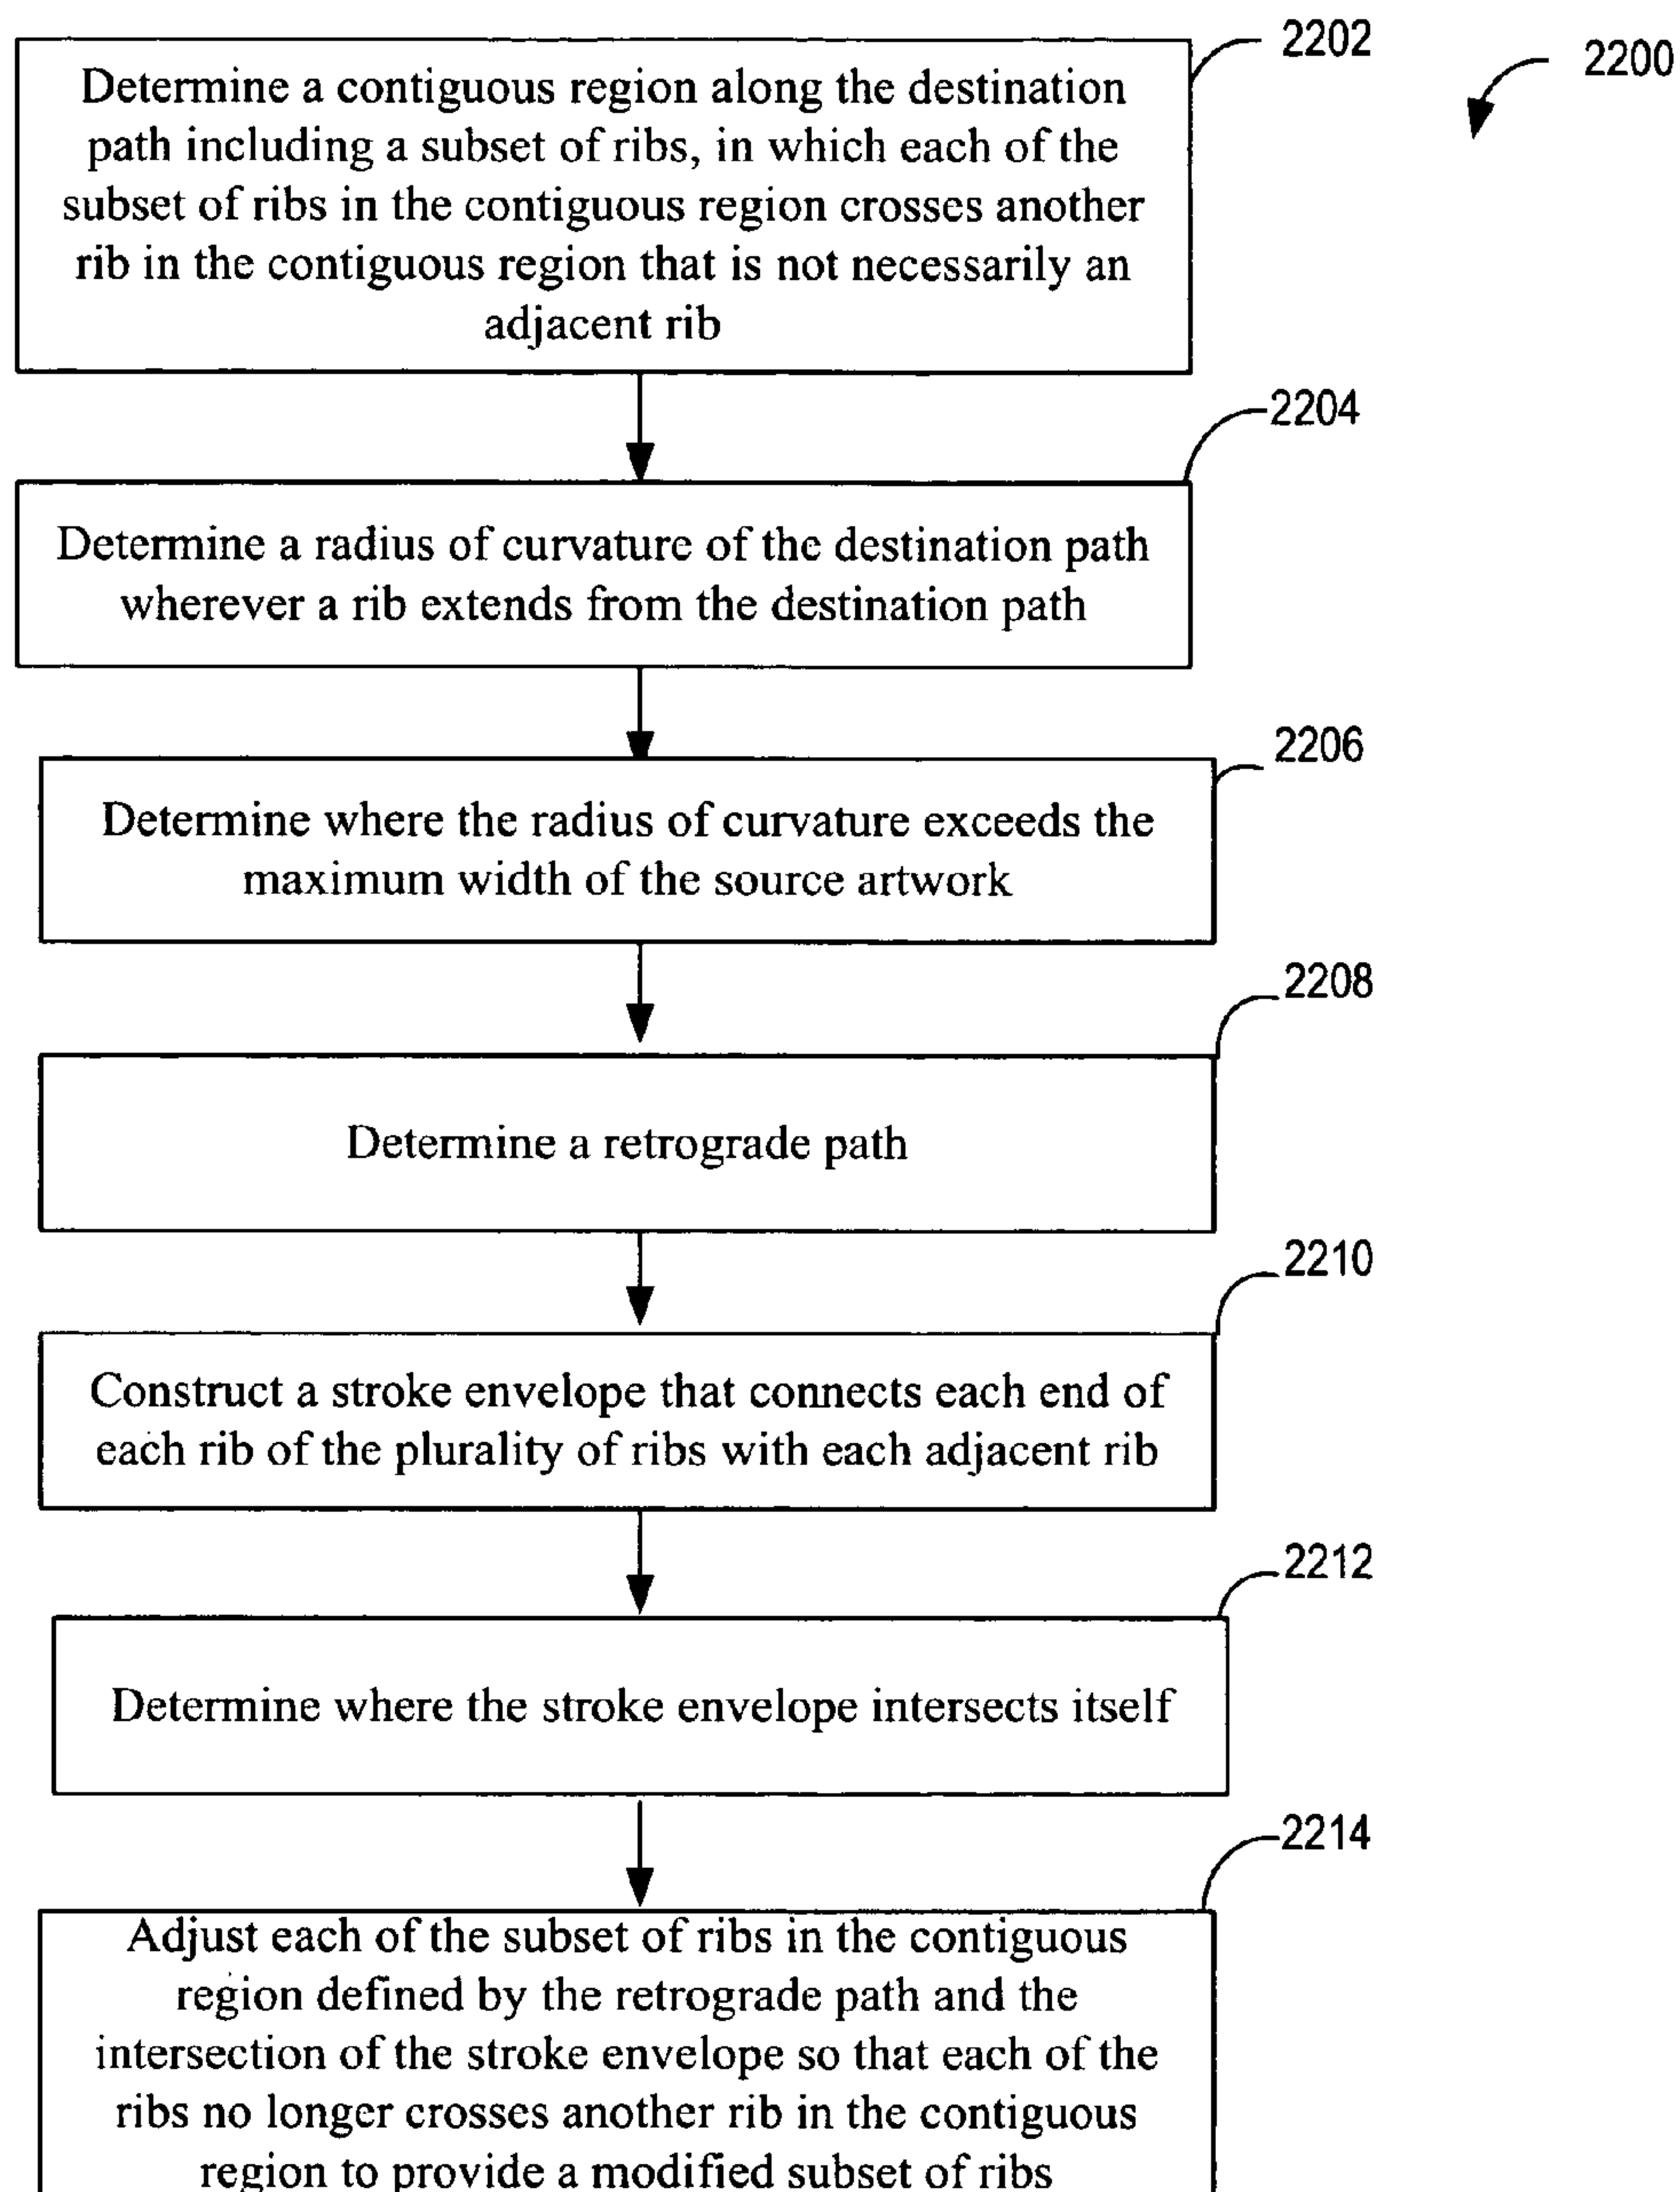 2202
2200
Determine a contiguous region along the destination
path including a subset of ribs, in which each of the
subset of ribs in the contiguous region crosses another
rib in the contiguous region that is not necessarily an
adjacent rib
2204
Determine a radius of curvature of the destination path
wherever a rib extends from the destination path
2206
Determine where the radius of curvature exceeds the
maximum width of the source artwork
2208
Determine a retrograde path
2210
Construct a stroke envelope that connects each end of
each rib of the plurality of ribs with each adjacent rib
2212
Determine where the stroke envelope intersects itself
2214
Adjust each of the subset of ribs in the contiguous
region defined by the retrograde path and the
intersection of the stroke envelope so that each of the
ribs no longer crosses another rib in the contiguous
region to provide a modified subset of ribs